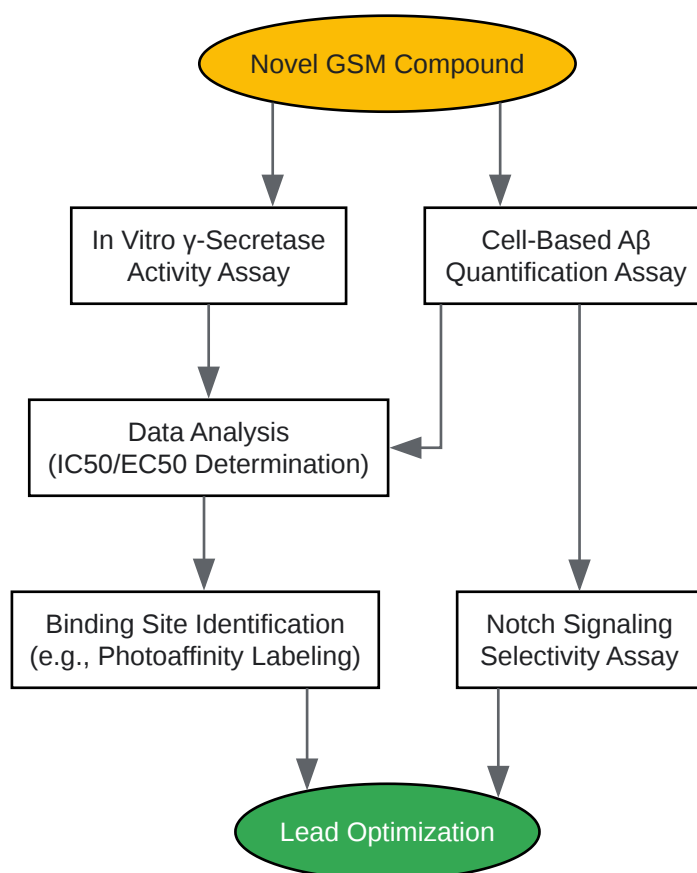 Novel GSM Compound
In Vitro γ-Secretase
Activity Assay
Cell-Based Aβ
Quantification Assay
Data Analysis
(IC50/EC50 Determination)
Binding Site Identification
(e.g., Photoaffinity Labeling)
Notch Signaling
Selectivity Assay
Lead Optimization